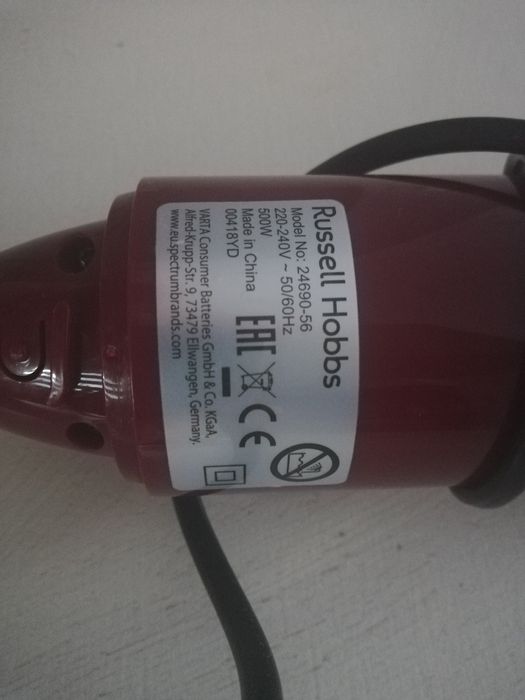 Russell Hobbs
Model No: 24690-56
220-240V ~ 50/60Hz
500W
Made in China
00418YD
EAC CE
VARTA Consumer Batteries GmbH & Co. KGaA,
Alfred-Krupp-Str. 9, 73479 Ellwangen, Germany.
www.eu.spectrumbrands.com